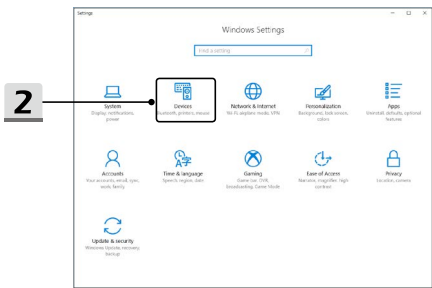 Settings
Windows Settings
Find a setting
2
System
Display, notifications,
power
Devices
Bluetooth, printers, mouse
Network & Internet
Wi-Fi, airplane mode, VPN
Personalization
Background, lock screen,
colors
Apps
Uninstall, defaults, optional
features
Accounts
Your accounts, email, sync,
work, family
Time & language
Speech, region, date
Gaming
Game bar, DVR,
broadcasting, Game Mode
Ease of Access
Narrator, magnifier, high
contrast
Privacy
Location, camera
Update & security
Windows Update, recovery,
backup